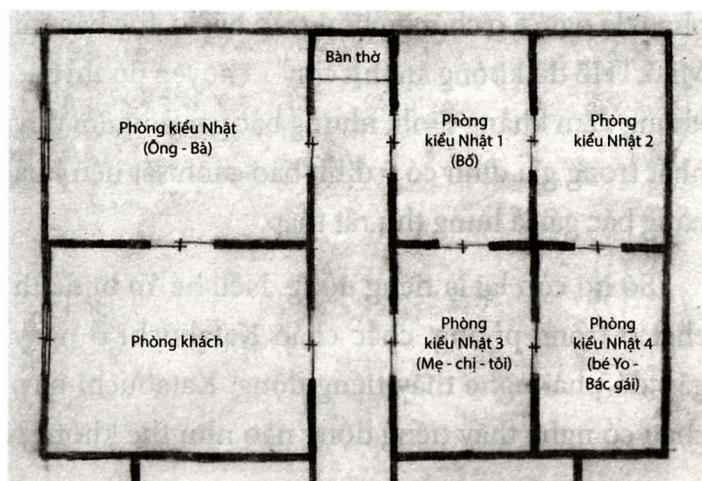 Bàn thờ
Phòng kiểu Nhật
(Ông - Bà)
Phòng
kiểu Nhật 1
(Bố)
Phòng
kiểu Nhật 2
Phòng khách
Phòng
kiểu Nhật 3
(Mẹ - chị - tôi)
Phòng
kiểu Nhật 4
(bé Yo -
Bác gái)